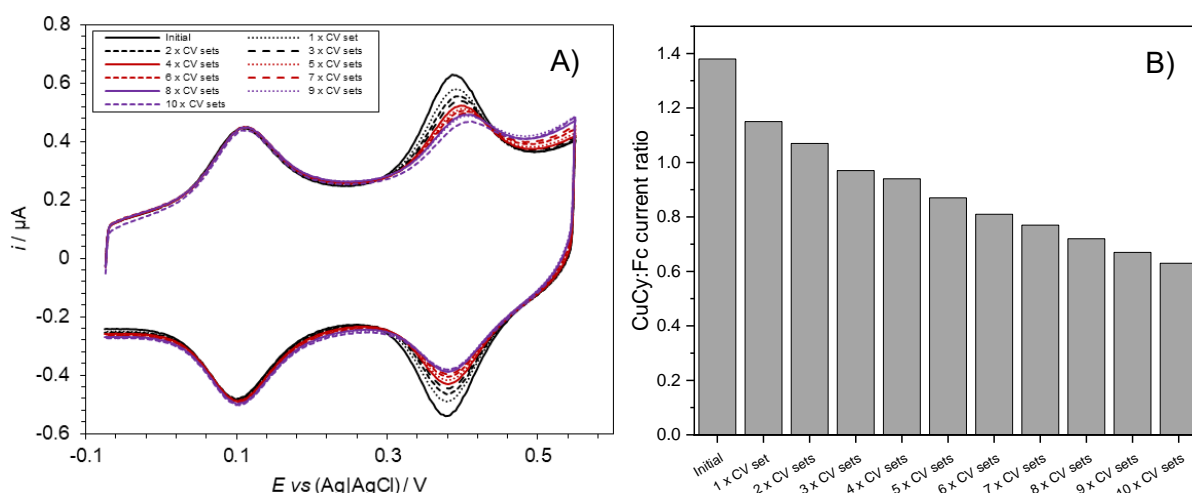 A)
Initial
1 x CV set
2 x CV sets
3 x CV sets
4 x CV sets
5 x CV sets
6 x CV sets
7 x CV sets
8 x CV sets
9 x CV sets
10 x CV sets
0.8
0.6
0.4
0.2
0
-0.2
-0.4
-0.6
i / µA
-0.1
0.1
0.3
0.5
E vs (Ag|AgCl) / V
B)
1.4
1.2
1.0
0.8
0.6
0.4
0.2
0.0
CuCy:Fc current ratio
Initial
1 x CV set
2 x CV sets
3 x CV sets
4 x CV sets
5 x CV sets
6 x CV sets
7 x CV sets
8 x CV sets
9 x CV sets
10 x CV sets